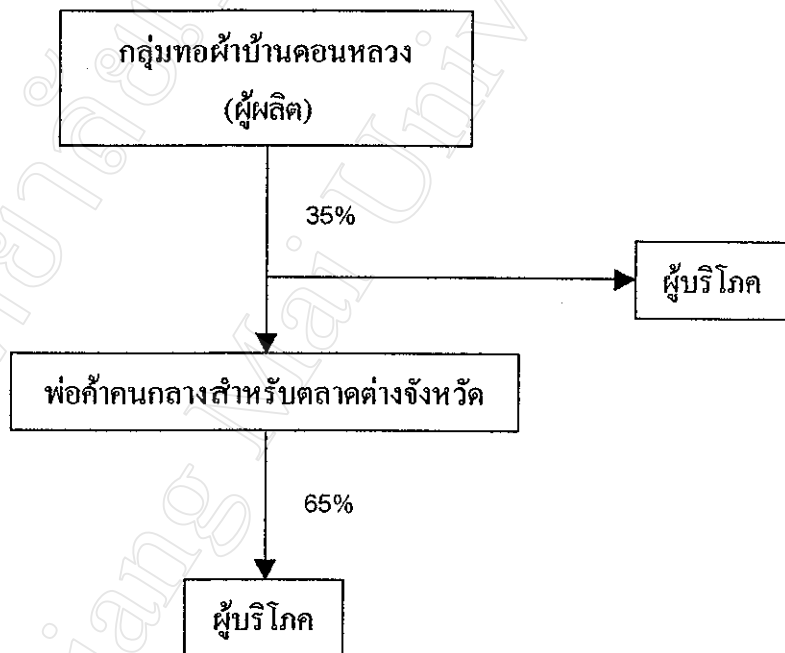 กลุ่มทอผ้าบ้านดอนหลวง
(ผู้ผลิต)
35%
ผู้บริโภค
พ่อค้าคนกลางสำหรับตลาดต่างจังหวัด
65%
ผู้บริโภค